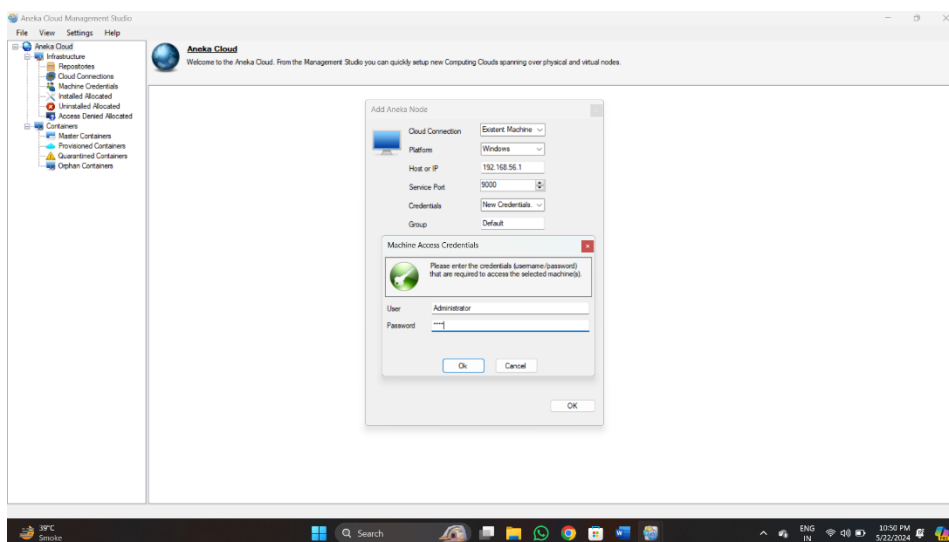 Aneka Cloud Management Studio
File View Settings Help
Aneka Cloud
Infrastructure
Repositories
Cloud Connections
Machine Credentials
Installed Allocated
Uninstalled Allocated
Access Denied Allocated
Containers
Master Containers
Provisioned Containers
Quarantined Containers
Orphan Containers
Aneka Cloud
Welcome to the Aneka Cloud. From the Management Studio you can quickly setup new Computing Clouds spanning over physical and virtual nodes.
Add Aneka Node
Cloud Connection Existent Machine
Platform Windows
Host or IP 192.168.56.1
Service Port 9000
Credentials New Credentials.
Group Default
Machine Access Credentials
Please enter the credentials (username/password)
that are required to access the selected machine(s).
User Administrator
Password ****
Ok Cancel
OK
39°C
Smoke
Search
ENG
IN
10:50 PM
5/22/2024